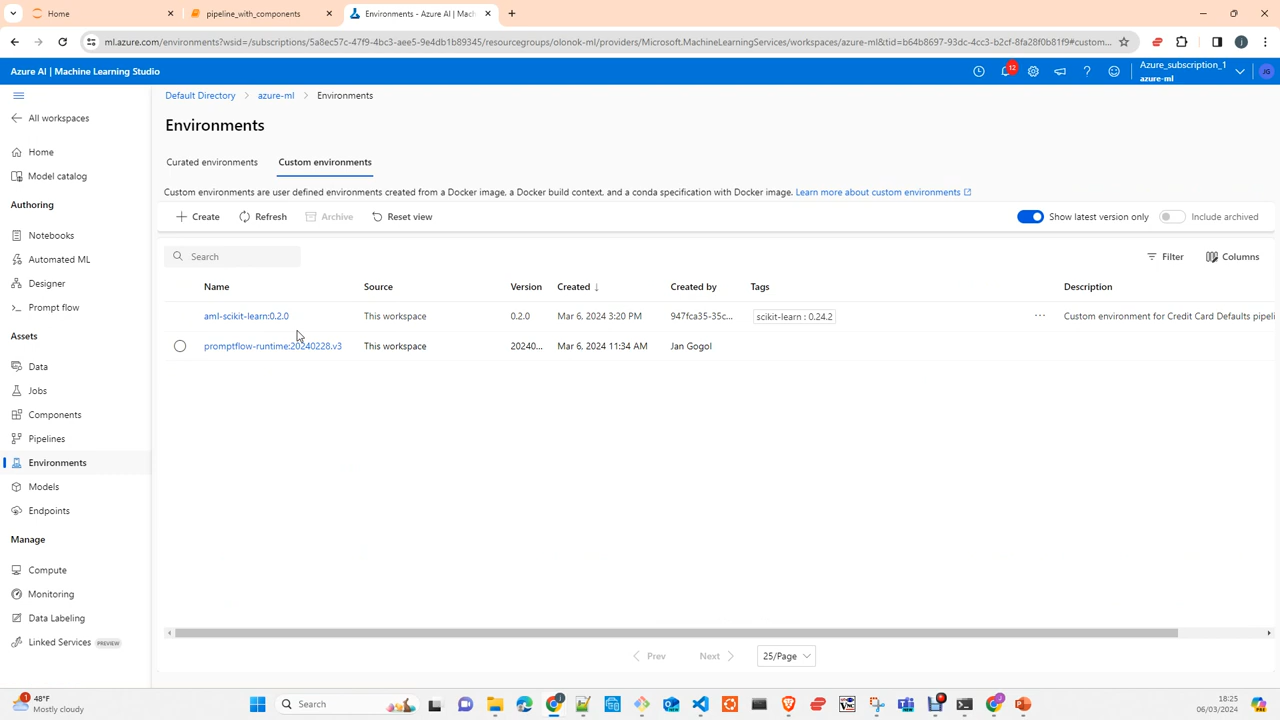 Home
pipeline_with_components
Environments - Azure AI | Mach
ml.azure.com/environments?wsid=/subscriptions/5a8ec57c-47f9-4bc3-aee5-9e4db1b89345/resourcegroups/olonok-ml/providers/Microsoft.MachineLearningServices/workspaces/azure-ml&tid=b64b8697-93dc-4cc3-b2cf-8fa28f0b81f9#custom...
Azure AI | Machine Learning Studio
12
Azure_subscription_1
azure-ml
JG
All workspaces
Home
Model catalog
Authoring
Notebooks
Automated ML
Designer
Prompt flow
Assets
Data
Jobs
Components
Pipelines
Environments
Models
Endpoints
Manage
Compute
Monitoring
Data Labeling
Linked Services PREVIEW
Default Directory > azure-ml > Environments
Environments
Curated environments Custom environments
Custom environments are user defined environments created from a Docker image, a Docker build context, and a conda specification with Docker image. Learn more about custom environments
Create Refresh Archive Reset view Show latest version only Include archived
Search Filter Columns
Name Source Version Created ↓ Created by Tags Description
aml-scikit-learn:0.2.0 This workspace 0.2.0 Mar 6, 2024 3:20 PM 947fca35-35c... scikit-learn : 0.24.2 ... Custom environment for Credit Card Defaults pipeli
promptflow-runtime:20240228.v3 This workspace 20240... Mar 6, 2024 11:34 AM Jan Gogol
Prev Next 25/Page
1
48°F
Mostly cloudy
Search
18:25
06/03/2024